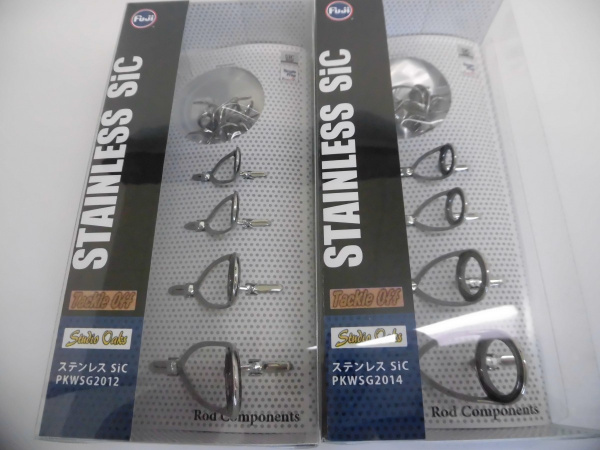 Fuji
STAINLESS SiC
Tackle Off
Studio Oaks
ステンレス SiC
PKWSG2012
Rod Components
Fuji
STAINLESS SiC
Tackle Off
Studio Oaks
ステンレス SiC
PKWSG2014
Rod Components